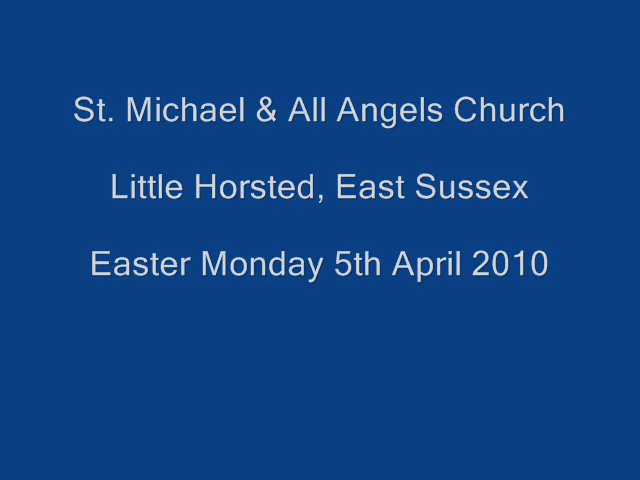 St. Michael & All Angels Church
Little Horsted, East Sussex
Easter Monday 5th April 2010